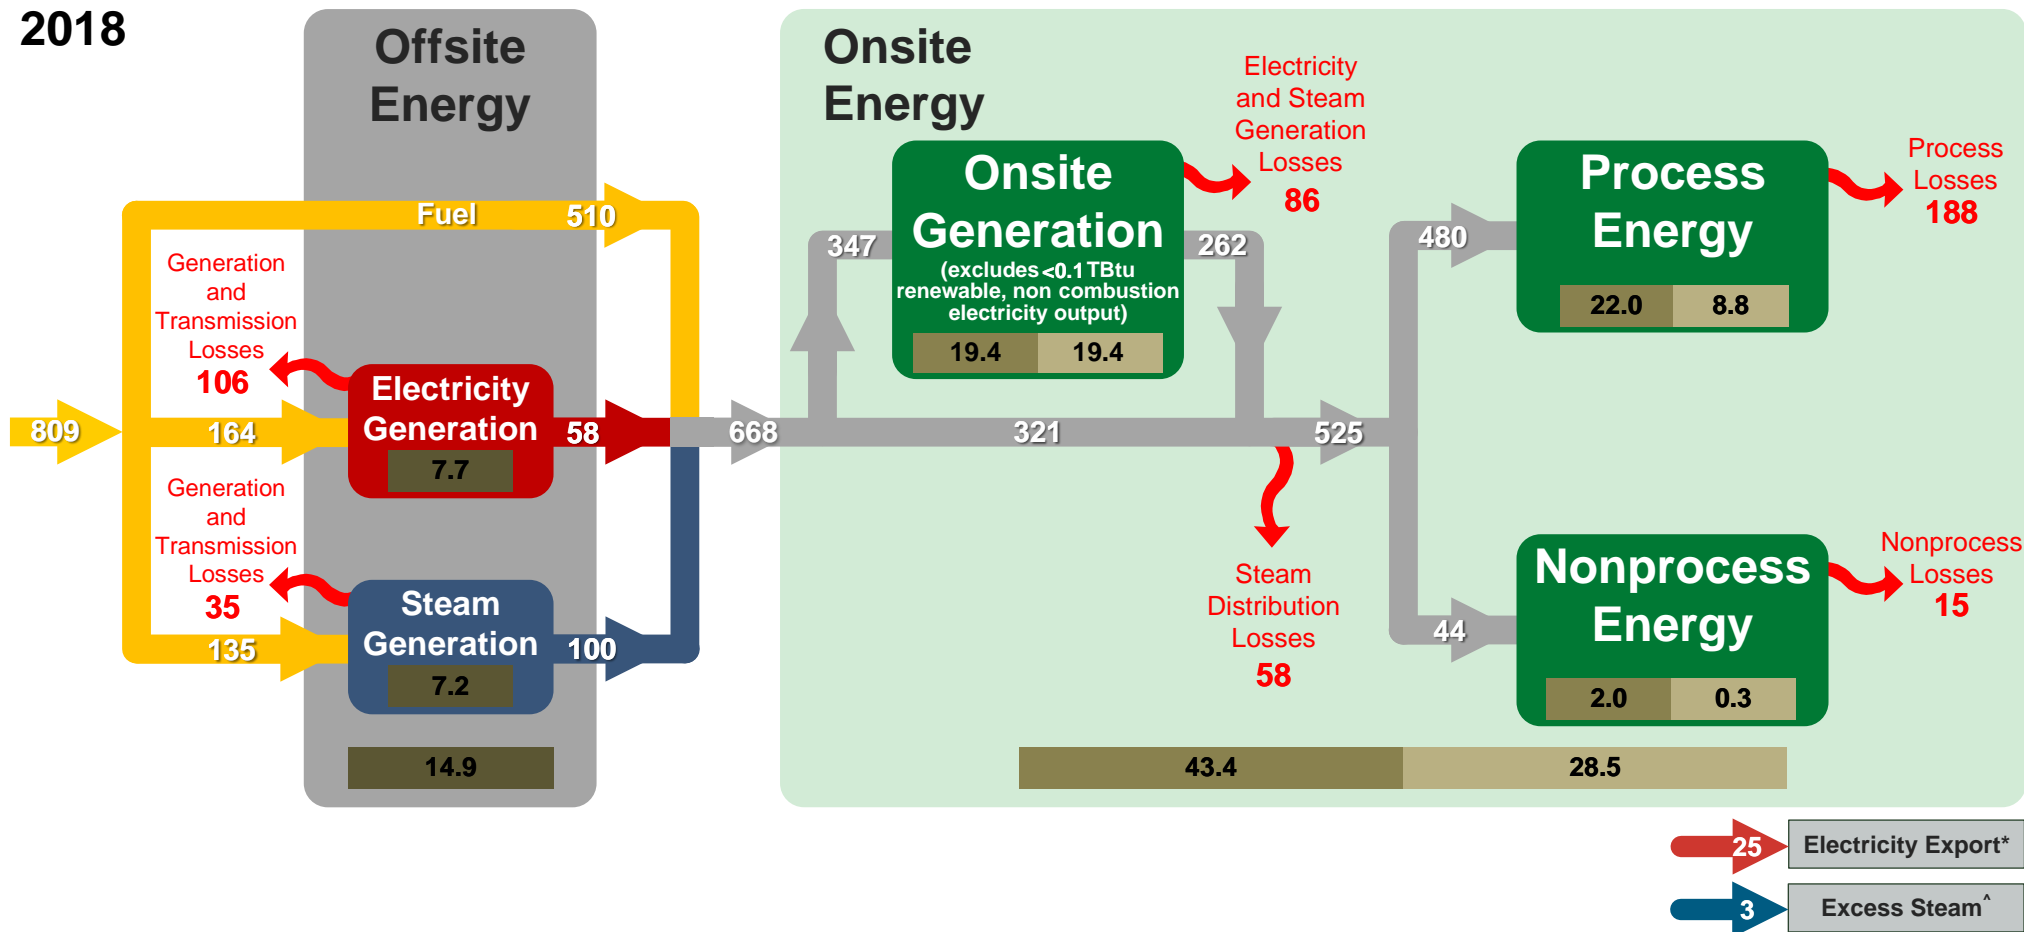 2018
Offsite
Energy
Onsite
Energy
Fuel
510
Generation
and
Transmission
Losses
106
809
164
Electricity
Generation
7.7
58
Generation
and
Transmission
Losses
35
135
Steam
Generation
7.2
100
14.9
668
347
Onsite
Generation
(excludes <0.1 TBtu
renewable, non combustion
electricity output)
19.4 19.4
Electricity
and Steam
Generation
Losses
86
262
321
525
Steam
Distribution
Losses
58
480
Process
Energy
22.0 8.8
Process
Losses
188
44
Nonprocess
Energy
2.0 0.3
Nonprocess
Losses
15
43.4 28.5
25 Electricity Export*
3 Excess Steam^